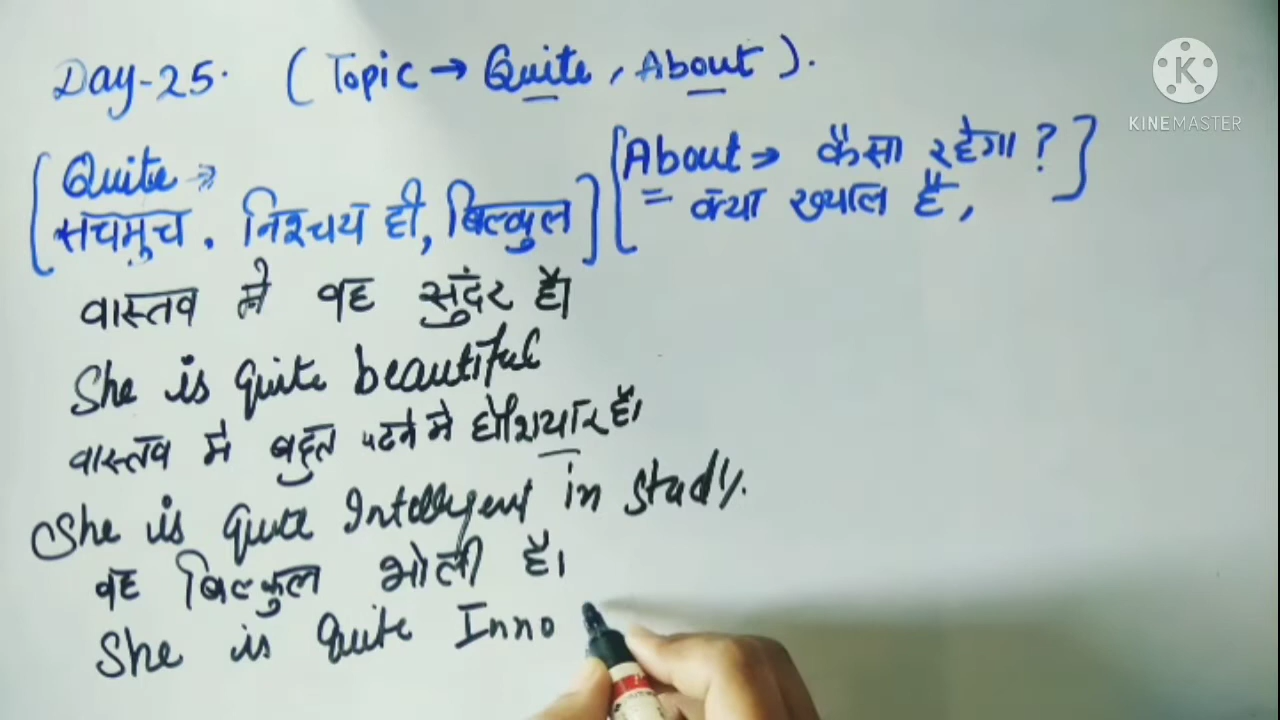 Day-25. (Topic → Quite, About).
KINEMASTER
[Quite →
सचमुच. निश्चय ही, बिल्कुल]
[About ⇒ कैसा रहेगा?]
= क्या ख्याल है,
वास्तव मे वह सुंदर है।
She is quite beautiful
वास्तव मे बहुत पढने मे होशियार है।
She is quite Intelligent in study.
वह बिल्कुल भोली है।
She is quite Inno